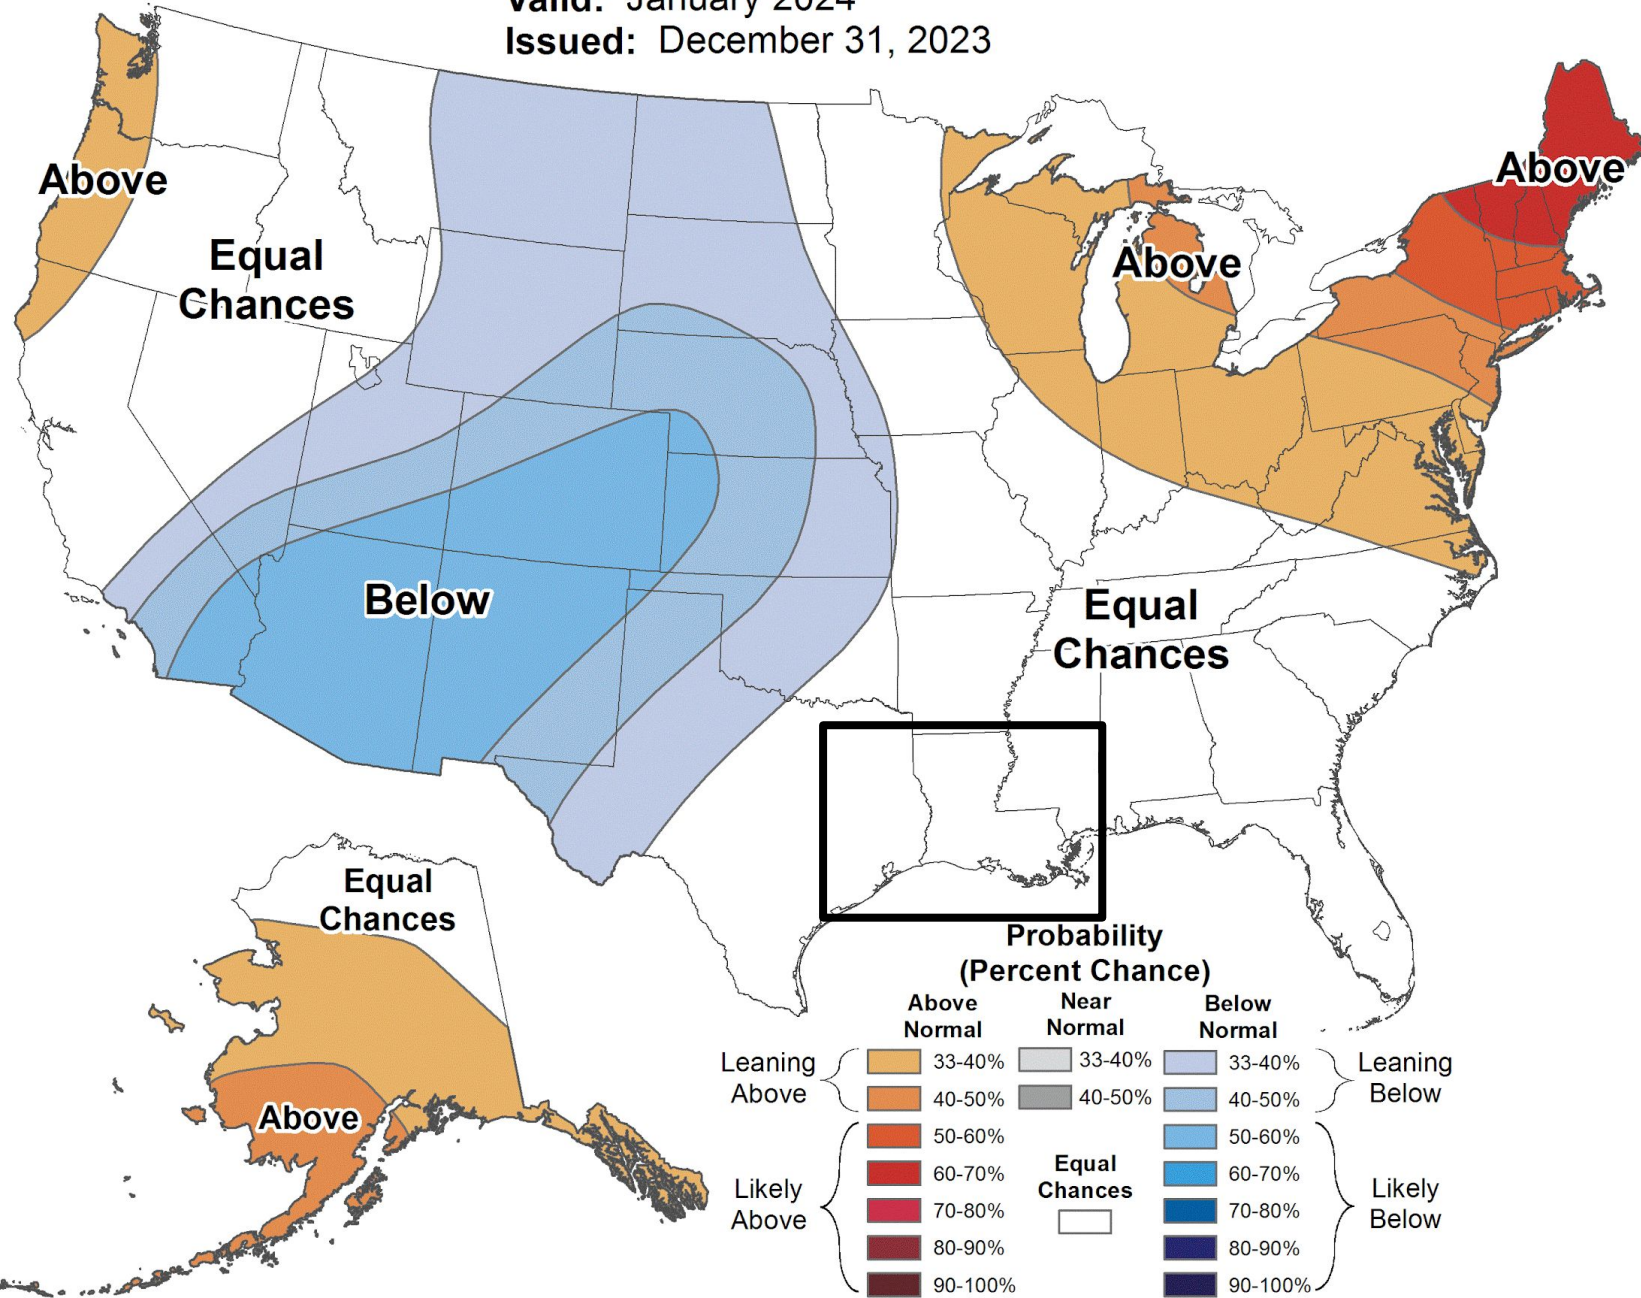 Valid: January 2024
Issued: December 31, 2023
Above
Equal
Chances
Above
Above
Below
Equal
Chances
Equal
Chances
Above
Probability
(Percent Chance)
Above
Normal
Near
Normal
Below
Normal
Leaning
Above
33-40%
33-40%
33-40%
Leaning
Below
40-50%
40-50%
40-50%
50-60%
50-60%
Likely
Above
60-70%
Equal
Chances
60-70%
Likely
Below
70-80%
70-80%
80-90%
80-90%
90-100%
90-100%